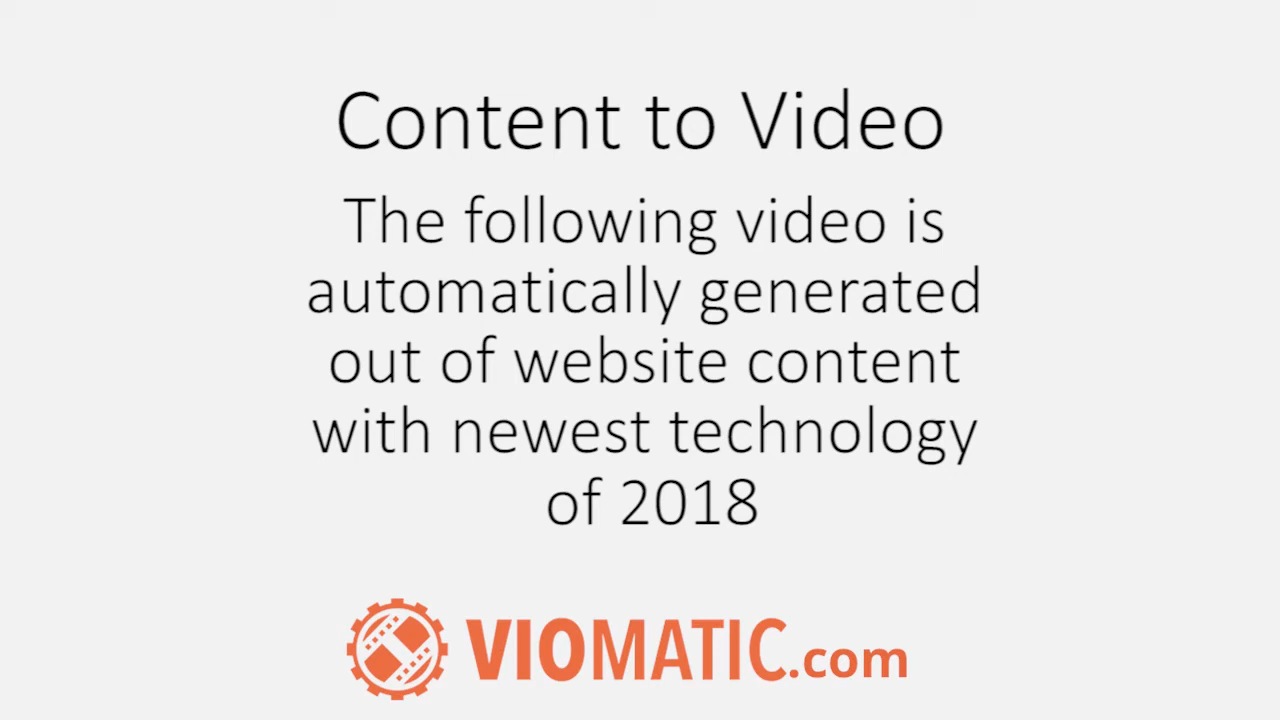 Content to Video
The following video is
automatically generated
out of website content
with newest technology
of 2018
VIOMATIC.com